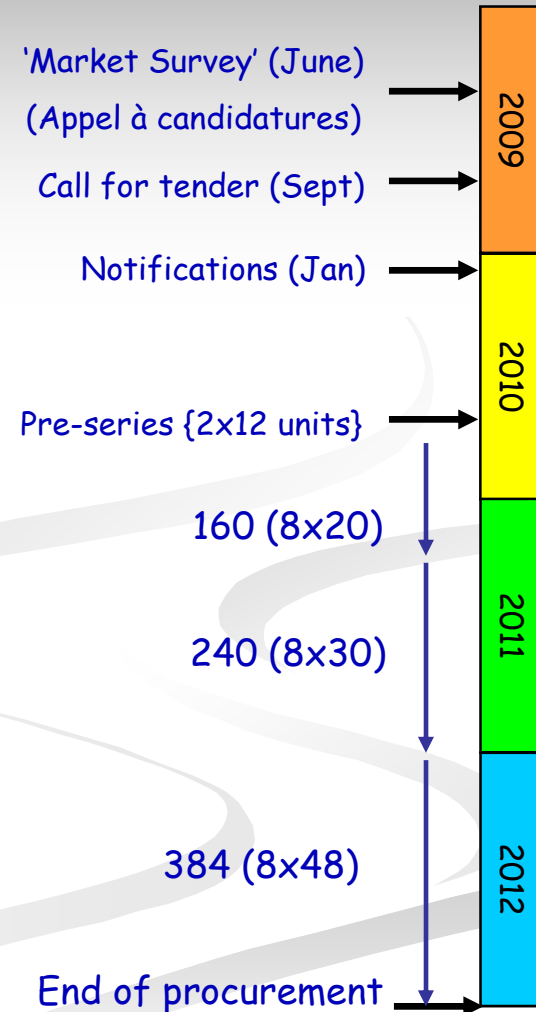 ‘Market Survey’ (June)
(Appel à candidatures)
2009
Call for tender (Sept)
Notifications (Jan)
2010
Pre-series {2x12 units}
160 (8x20)
2011
240 (8x30)
384 (8x48)
2012
End of procurement